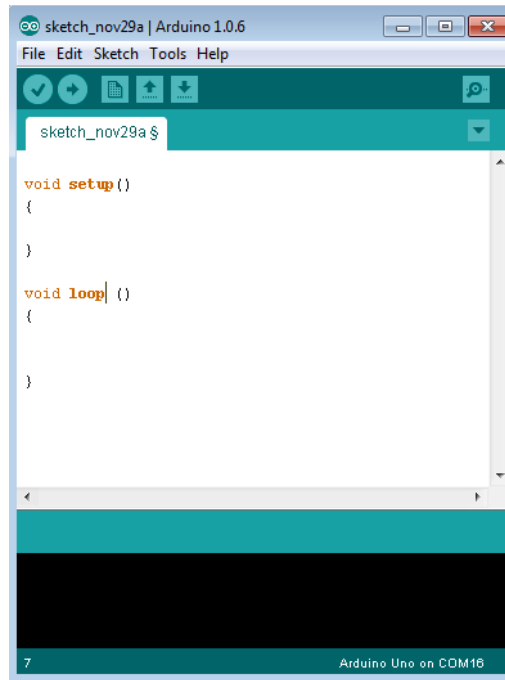 sketch_nov29a | Arduino 1.0.6
File Edit Sketch Tools Help
sketch_nov29a §
void setup()
{
}
void loop ()
{
}
7 Arduino Uno on COM16